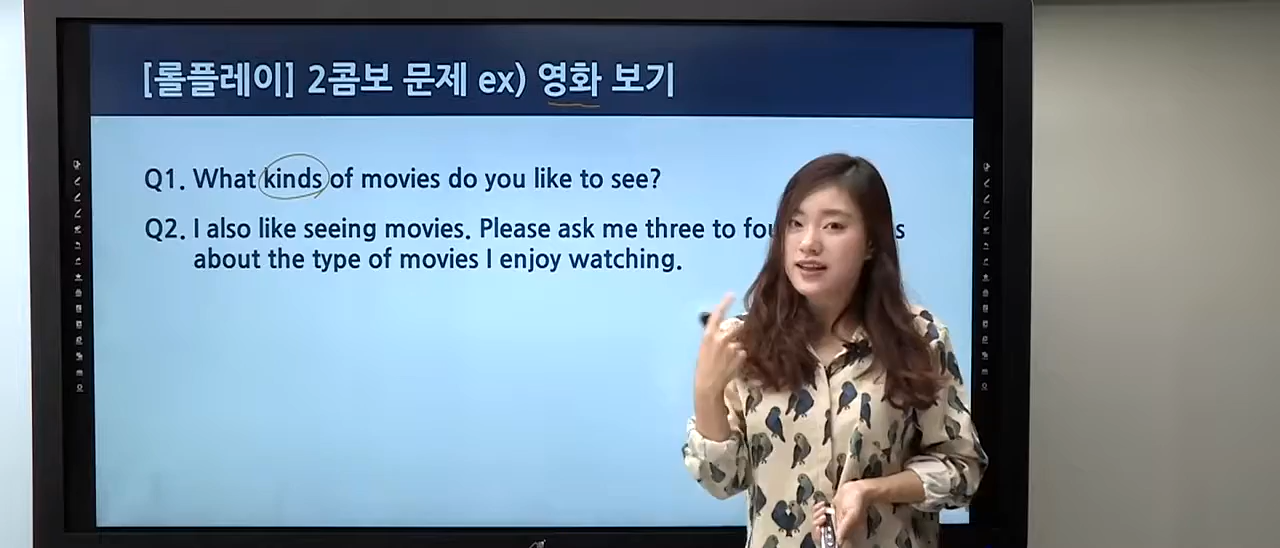 [롤플레이] 2콤보 문제 ex) 영화 보기
Q1. What kinds of movies do you like to see?
Q2. I also like seeing movies. Please ask me three to
about the type of movies I enjoy watching.